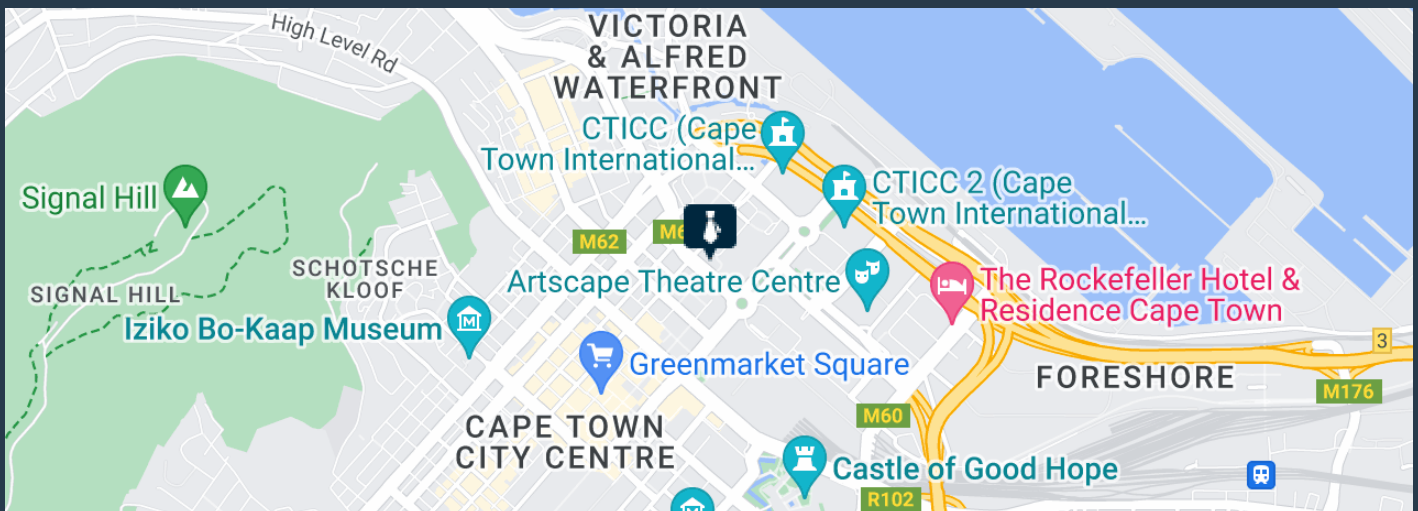 High Level Rd
VICTORIA
& ALFRED
WATERFRONT
CTICC (Cape
Town International...
CTICC 2 (Cape
Town International...
Signal Hill
M62
SCHOTSCHE
KLOOF
SIGNAL HILL
Artscape Theatre Centre
The Rockefeller Hotel &
Residence Cape Town
Iziko Bo-Kaap Museum
3
Greenmarket Square
FORESHORE
M176
M60
CAPE TOWN
CITY CENTRE
Castle of Good Hope
R102